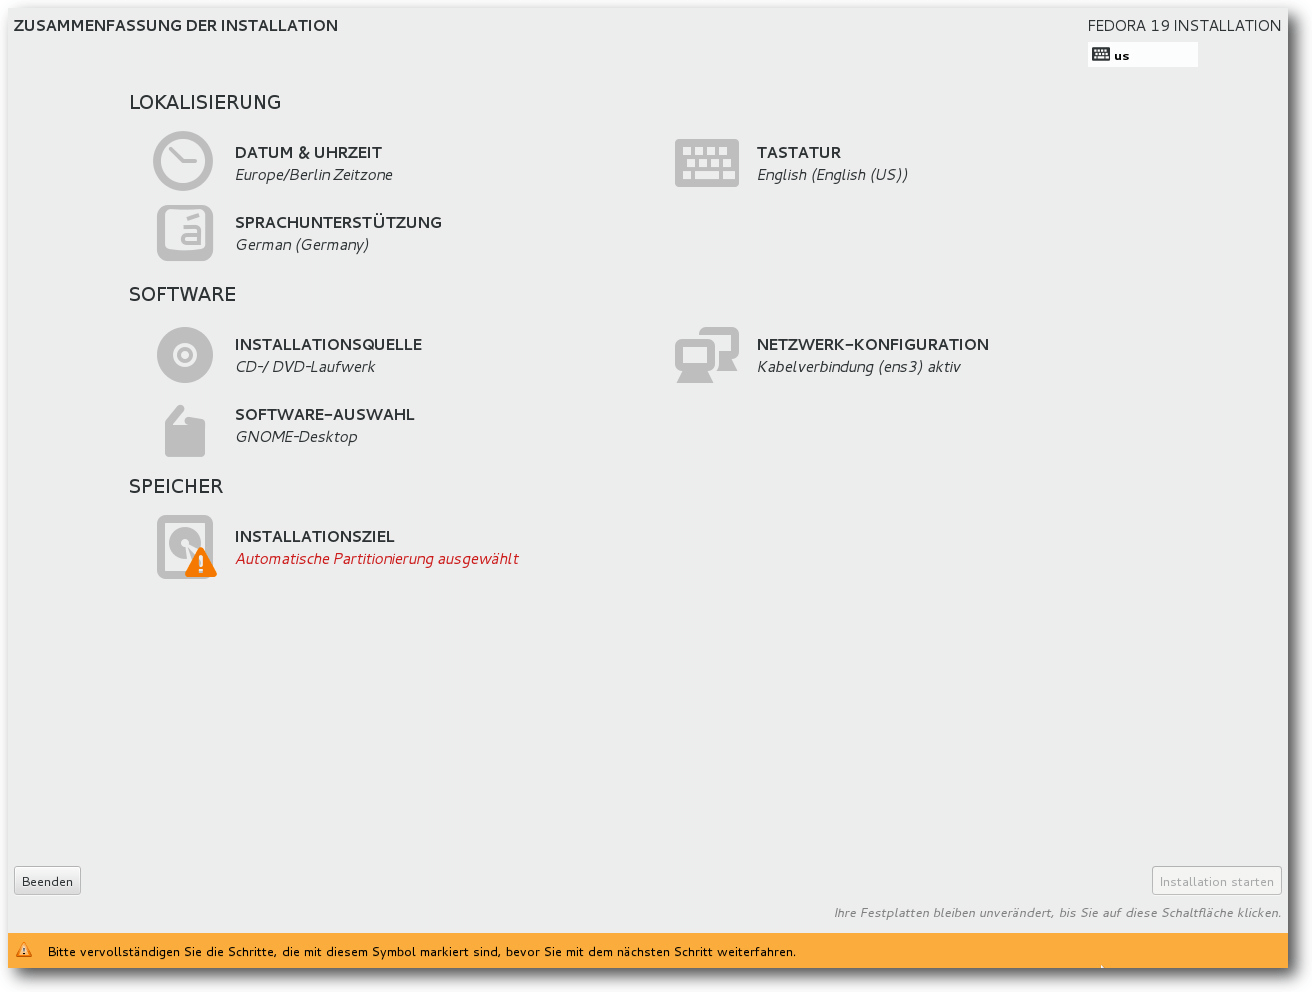 ZUSAMMENFASSUNG DER INSTALLATION
FEDORA 19 INSTALLATION
us
LOKALISIERUNG
DATUM & UHRZEIT
Europe/Berlin Zeitzone
TASTATUR
English (English (US))
SPRACHUNTERSTÜTZUNG
German (Germany)
SOFTWARE
INSTALLATIONSQUELLE
CD-/ DVD-Laufwerk
NETZWERK-KONFIGURATION
Kabelverbindung (ens3) aktiv
SOFTWARE-AUSWAHL
GNOME-Desktop
SPEICHER
INSTALLATIONSZIEL
Automatische Partitionierung ausgewählt
Beenden
Installation starten
Ihre Festplatten bleiben unverändert, bis Sie auf diese Schaltfläche klicken.
Bitte vervollständigen Sie die Schritte, die mit diesem Symbol markiert sind, bevor Sie mit dem nächsten Schritt weiterfahren.